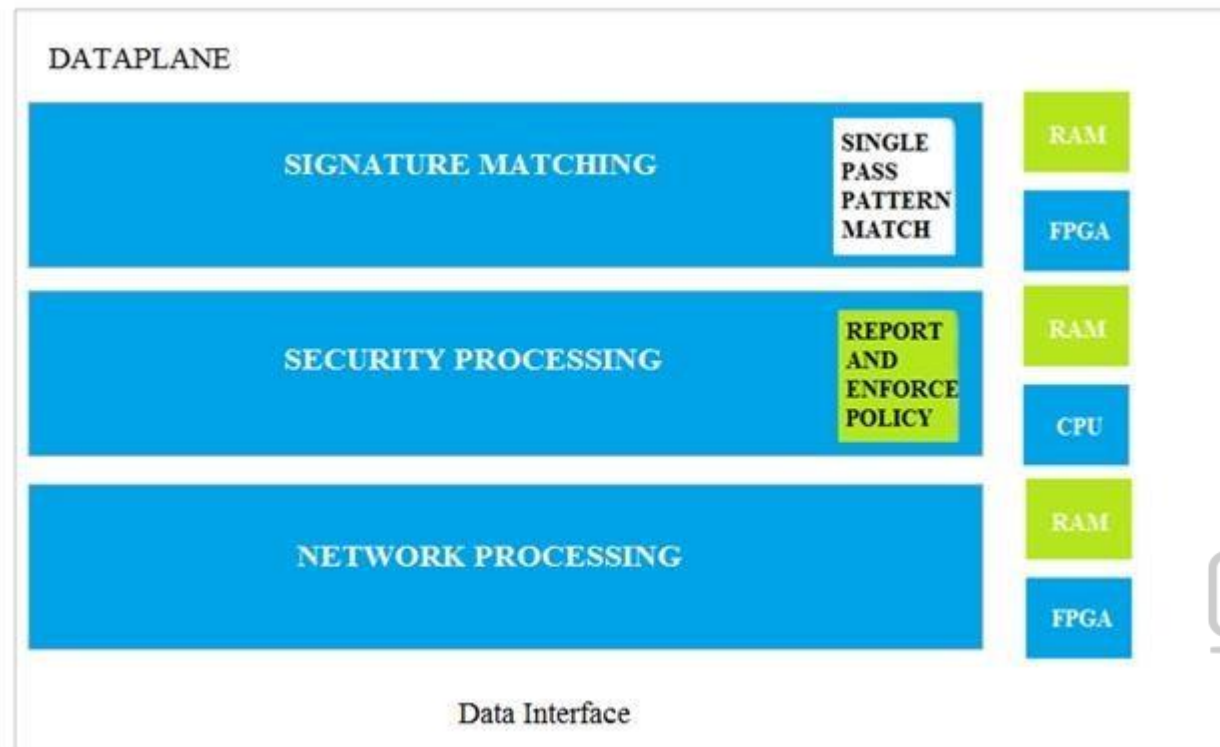 DATAPLANE
SIGNATURE MATCHING
SINGLE
PASS
PATTERN
MATCH
RAM
FPGA
SECURITY PROCESSING
REPORT
AND
ENFORCE
POLICY
RAM
CPU
NETWORK PROCESSING
RAM
FPGA
Data Interface